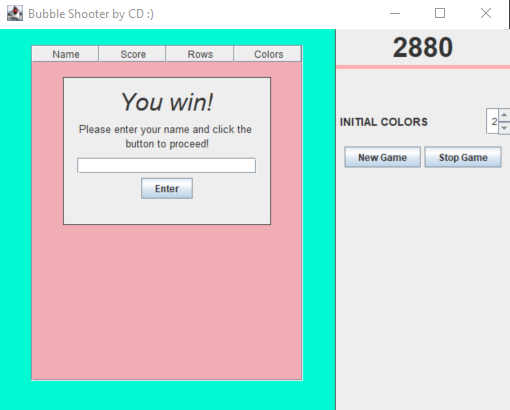 Bubble Shooter by CD :)
2880
Name Score Rows Colors
You win!
Please enter your name and click the
button to proceed!
Enter
INITIAL COLORS 2
New Game Stop Game